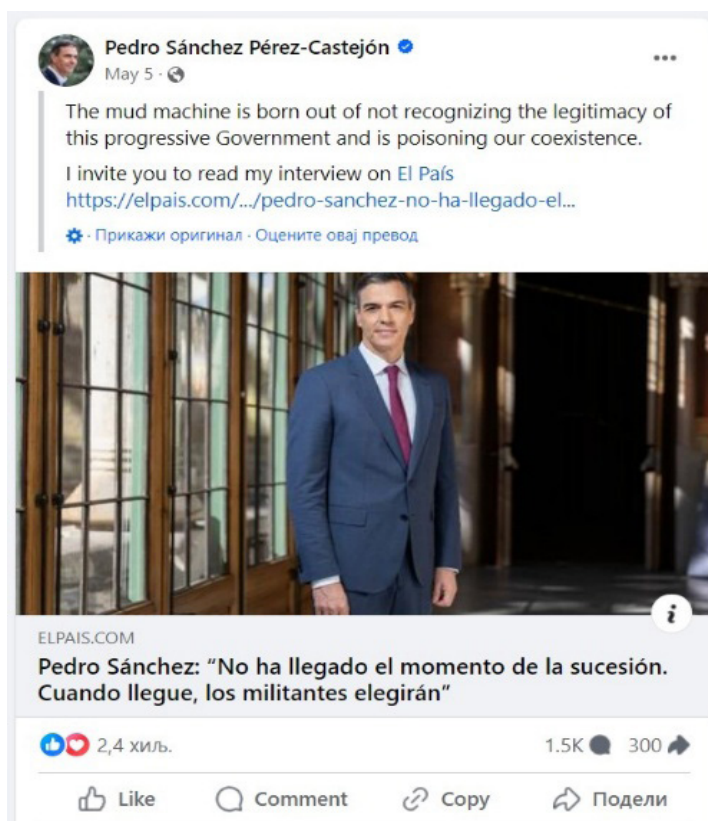 Pedro Sánchez Pérez-Castejón
May 5 ·
The mud machine is born out of not recognizing the legitimacy of
this progressive Government and is poisoning our coexistence.
I invite you to read my interview on El País
https://elpais.com/.../pedro-sanchez-no-ha-llegado-el...
· Прикажи оригинал · Оцените овај превод
ELPAIS.COM
Pedro Sánchez: “No ha llegado el momento de la sucesión.
Cuando llegue, los militantes elegirán”
2,4 хиљ. 1.5K 300
Like Comment Copy Подели